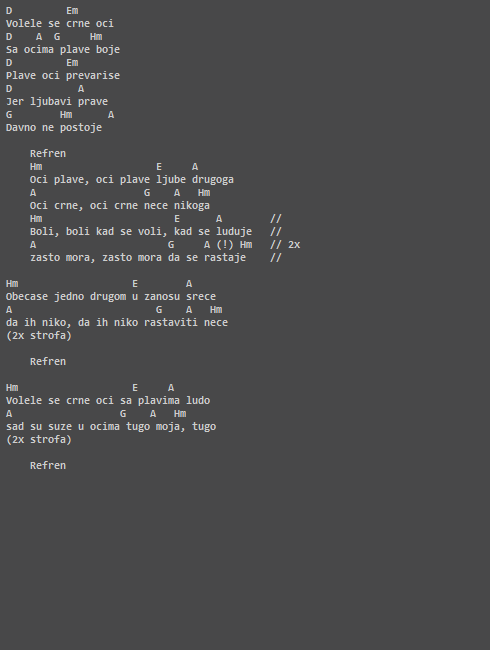 D         Em
Volele se crne oci
D    A  G     Hm
Sa ocima plave boje
D         Em
Plave oci prevarise
D           A
Jer ljubavi prave
G        Hm      A
Davno ne postoje

    Refren
    Hm                   E     A
    Oci plave, oci plave ljube drugoga
    A                  G    A   Hm
    Oci crne, oci crne nece nikoga
    Hm                      E      A        //
    Boli, boli kad se voli, kad se luduje   //
    A                      G     A (!) Hm   // 2x
    zasto mora, zasto mora da se rastaje    //

Hm                   E        A
Obecase jedno drugom u zanosu srece
A                        G    A   Hm
da ih niko, da ih niko rastaviti nece
(2x strofa)

    Refren

Hm                   E     A
Volele se crne oci sa plavima ludo
A                  G    A   Hm
sad su suze u ocima tugo moja, tugo
(2x strofa)

    Refren